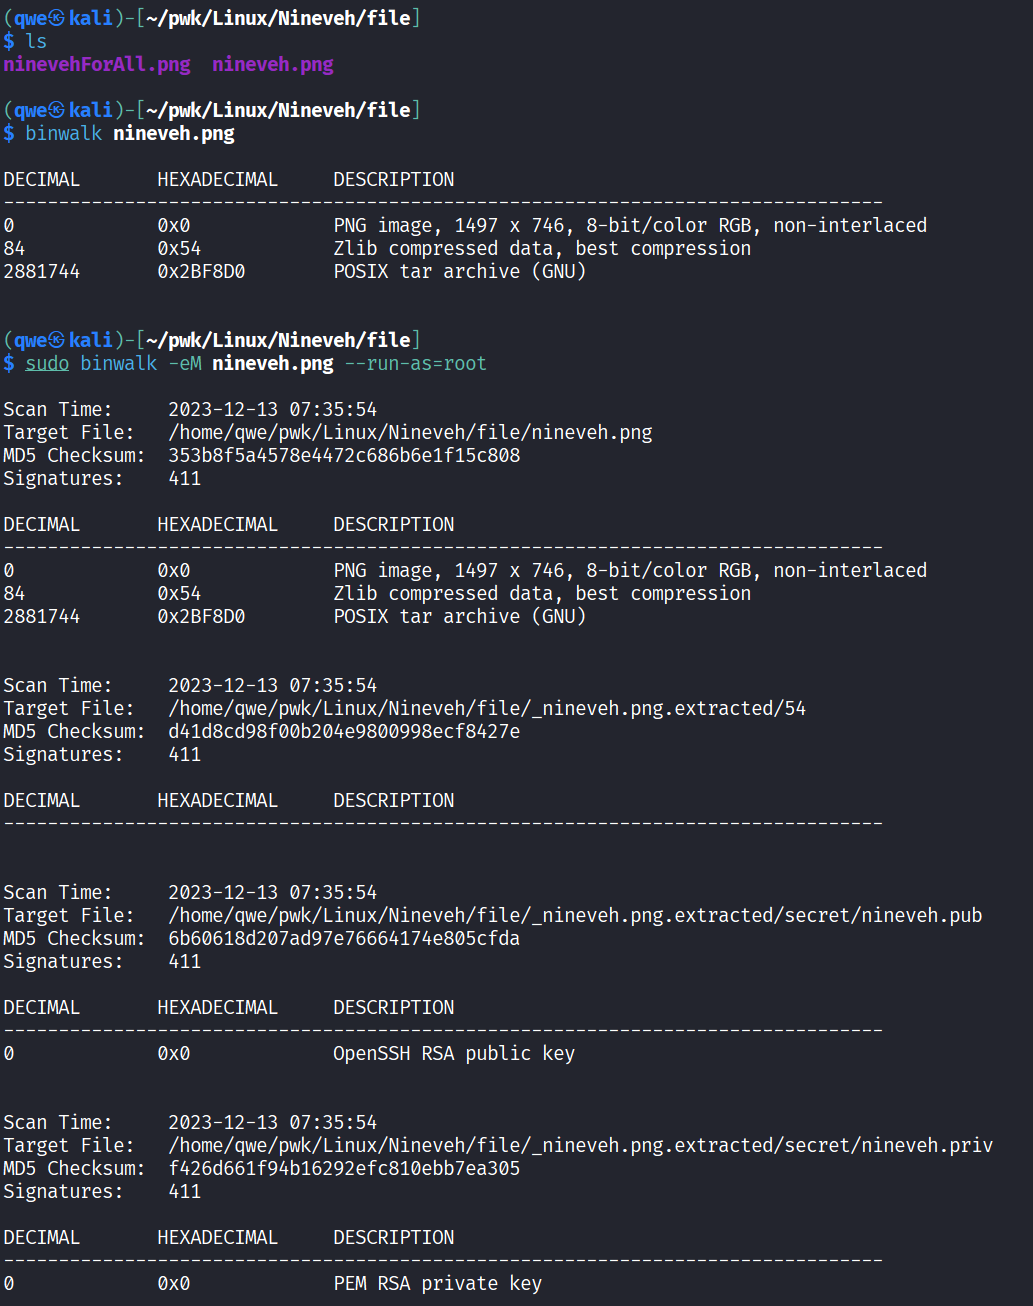 (qwe㉿kali)-[~/pwk/Linux/Nineveh/file]
$ ls
ninevehForAll.png  nineveh.png
(qwe㉿kali)-[~/pwk/Linux/Nineveh/file]
$ binwalk nineveh.png
DECIMAL       HEXADECIMAL     DESCRIPTION
--------------------------------------------------------------------------------
0             0x0             PNG image, 1497 x 746, 8-bit/color RGB, non-interlaced
84            0x54            Zlib compressed data, best compression
2881744       0x2BF8D0        POSIX tar archive (GNU)
(qwe㉿kali)-[~/pwk/Linux/Nineveh/file]
$ sudo binwalk -eM nineveh.png --run-as=root
Scan Time:     2023-12-13 07:35:54
Target File:   /home/qwe/pwk/Linux/Nineveh/file/nineveh.png
MD5 Checksum:  353b8f5a4578e4472c686b6e1f15c808
Signatures:    411
DECIMAL       HEXADECIMAL     DESCRIPTION
--------------------------------------------------------------------------------
0             0x0             PNG image, 1497 x 746, 8-bit/color RGB, non-interlaced
84            0x54            Zlib compressed data, best compression
2881744       0x2BF8D0        POSIX tar archive (GNU)
Scan Time:     2023-12-13 07:35:54
Target File:   /home/qwe/pwk/Linux/Nineveh/file/_nineveh.png.extracted/54
MD5 Checksum:  d41d8cd98f00b204e9800998ecf8427e
Signatures:    411
DECIMAL       HEXADECIMAL     DESCRIPTION
--------------------------------------------------------------------------------
Scan Time:     2023-12-13 07:35:54
Target File:   /home/qwe/pwk/Linux/Nineveh/file/_nineveh.png.extracted/secret/nineveh.pub
MD5 Checksum:  6b60618d207ad97e76664174e805cfda
Signatures:    411
DECIMAL       HEXADECIMAL     DESCRIPTION
--------------------------------------------------------------------------------
0             0x0             OpenSSH RSA public key
Scan Time:     2023-12-13 07:35:54
Target File:   /home/qwe/pwk/Linux/Nineveh/file/_nineveh.png.extracted/secret/nineveh.priv
MD5 Checksum:  f426d661f94b16292efc810ebb7ea305
Signatures:    411
DECIMAL       HEXADECIMAL     DESCRIPTION
--------------------------------------------------------------------------------
0             0x0             PEM RSA private key